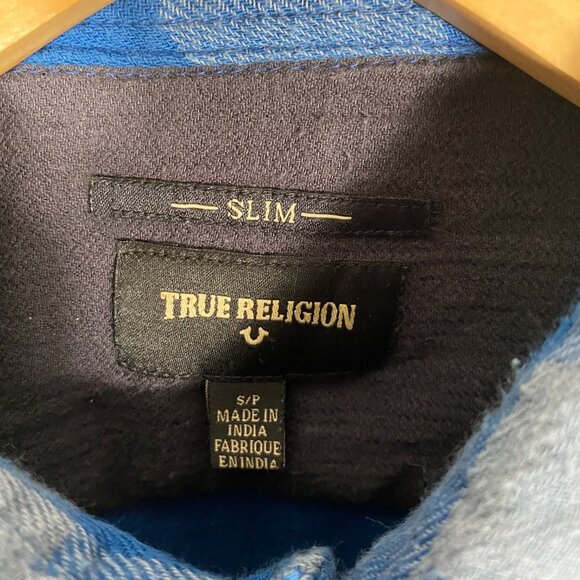 SLIM
TRUE RELIGION
S/P
MADE IN
INDIA
FABRIQUE
EN INDIA